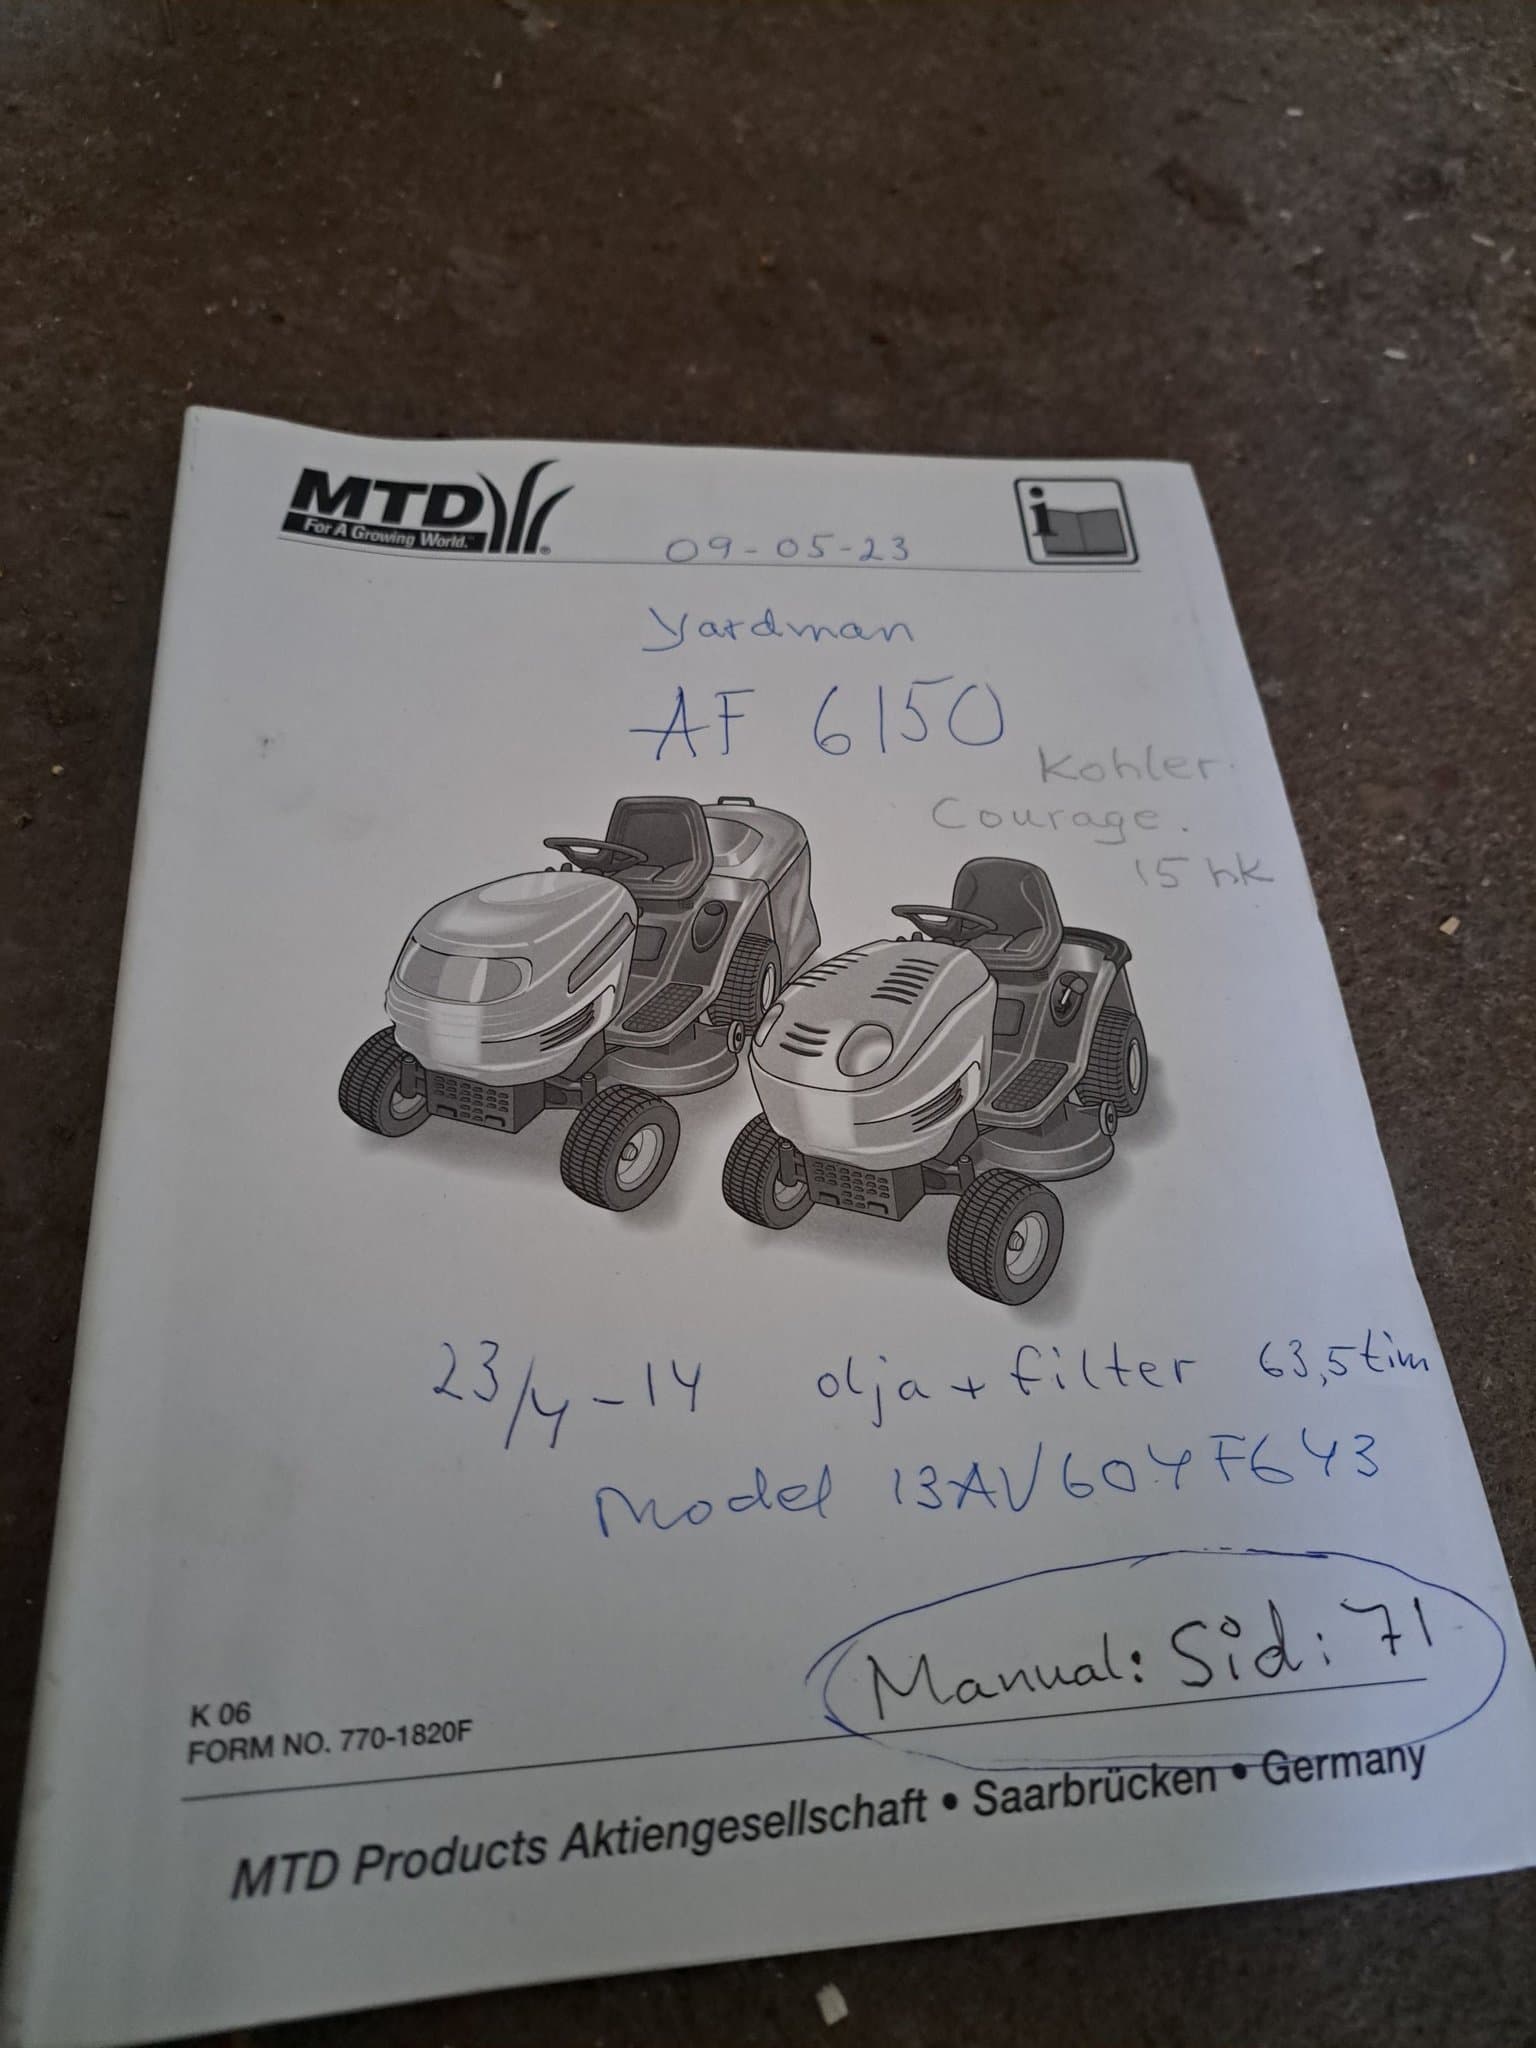 MTD
For A Growing World.™
®
i
09-05-23
Yardman
AF 6150
Kohler.
Courage.
15 hk
23/4-14 olja + filter 63,5 tim
Model 13AV604F643
Manual: Sid: 71
K 06
FORM NO. 770-1820F
MTD Products Aktiengesellschaft • Saarbrücken • Germany